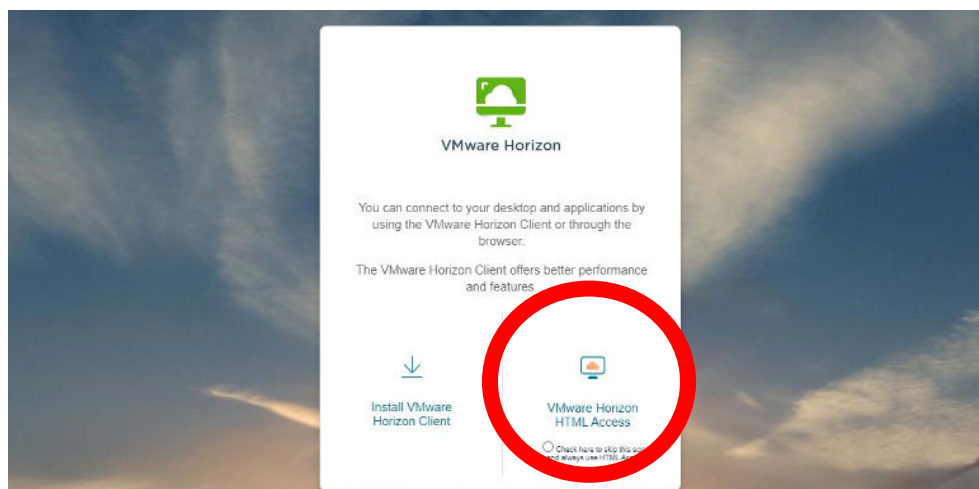 VMware Horizon
You can connect to your desktop and applications by
using the VMware Horizon Client or through the
browser.
The VMware Horizon Client offers better performance
and features.
Install VMware
Horizon Client
VMware Horizon
HTML Access
Check here to skip this
and always use HTML